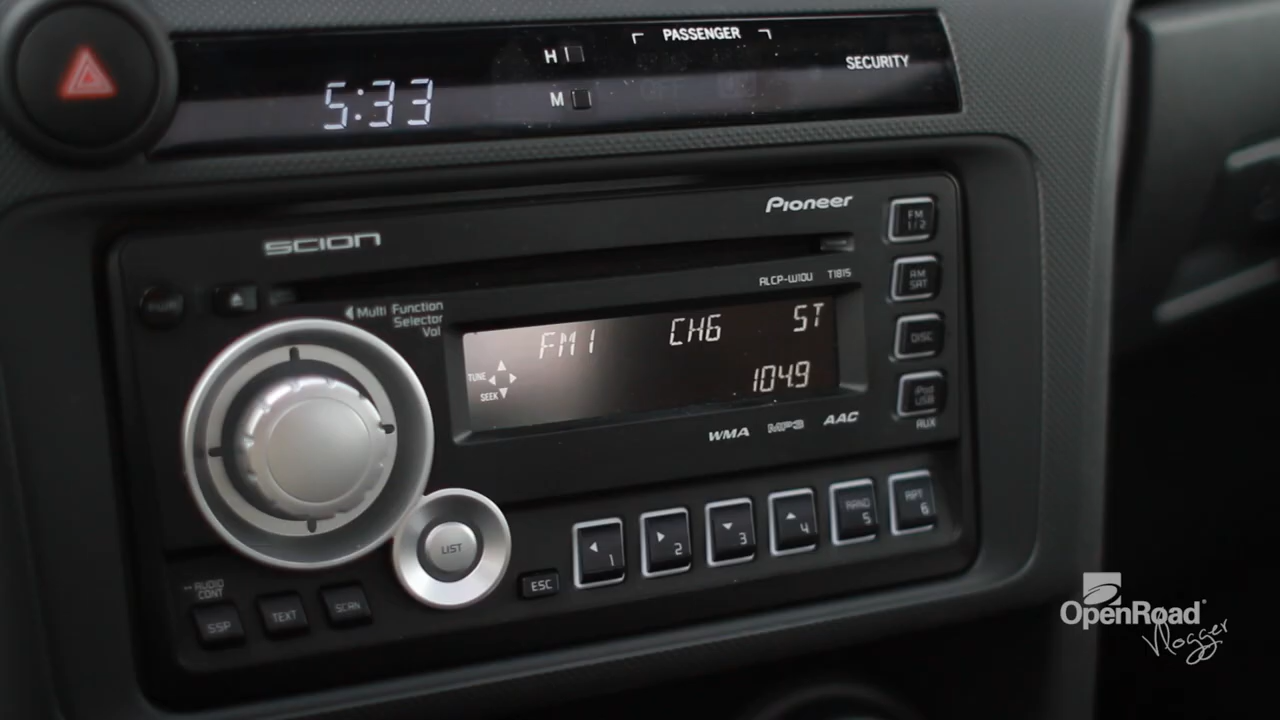 PASSENGER
H
SECURITY
5:33
M
Pioneer
SCION
FM
1/2
ALCP-W10U T1815
AM
SAT
Multi Function
Selector
Vol
FM1 CH6 ST
DISC
TUNE
104.9
SEEK
iPod
USB
AUX
WMA MP3 AAC
LIST
1
2
3
4
RAND
5
RPT
6
ESC
AUDIO
CONT
SSP
TEXT
SCAN
OpenRoad
Vlogger